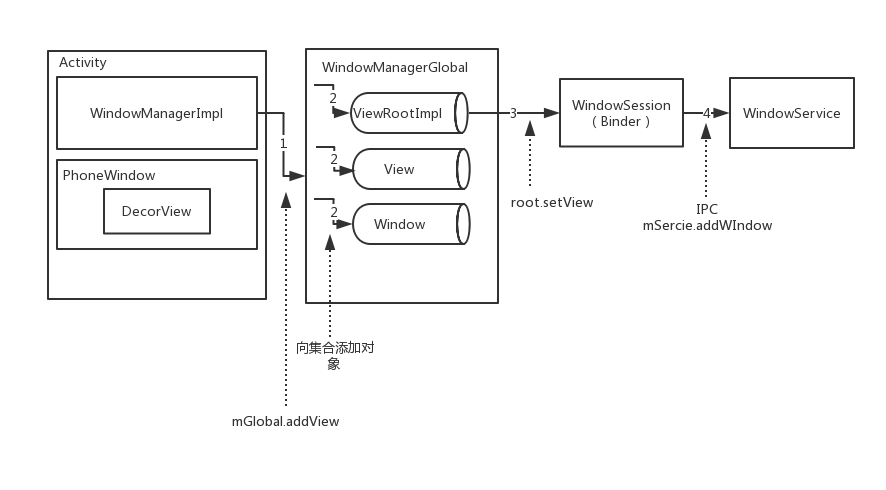 Activity
WindowManagerImpl
PhoneWindow
DecorView
1
mGlobal.addView
WindowManagerGlobal
2
ViewRootImpl
2
View
2
Window
向集合添加对
象
3
root.setView
WindowSession
（Binder）
4
IPC
mSercie.addWIndow
WindowService